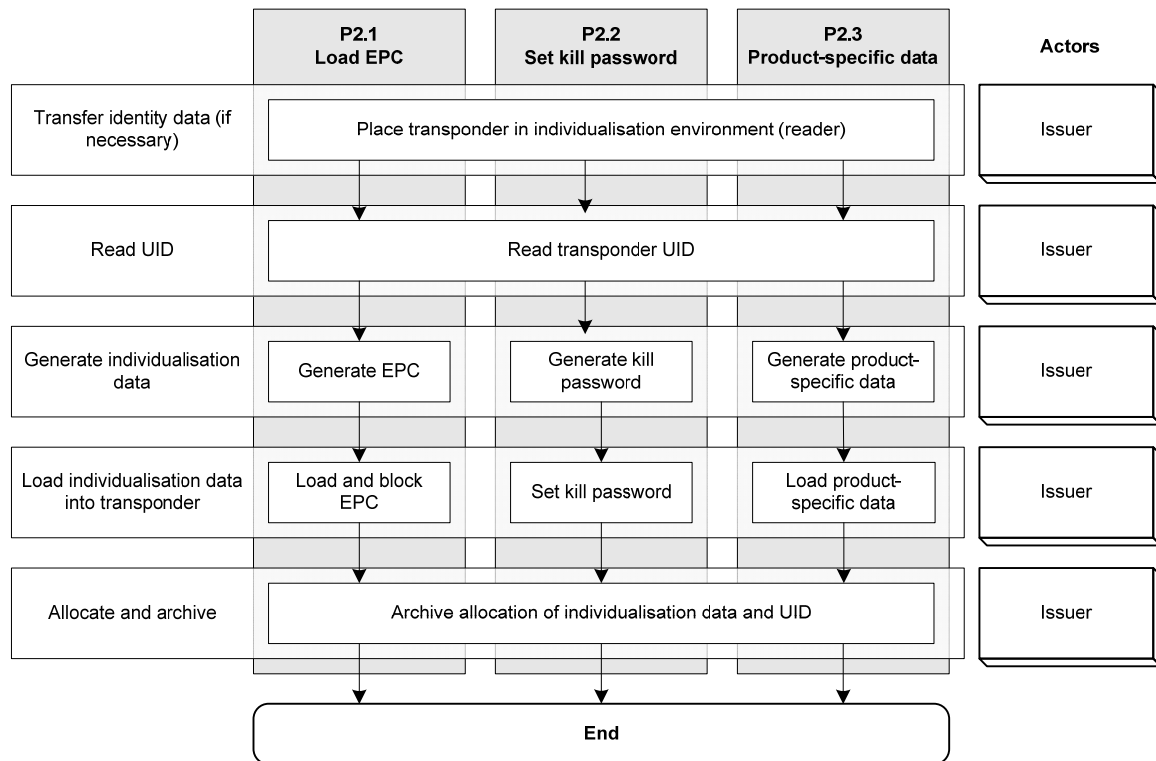 P2.1
Load EPC
P2.2
Set kill password
P2.3
Product-specific data
Actors
Transfer identity data (if
necessary)
Place transponder in individualisation environment (reader)
Issuer
Read UID
Read transponder UID
Issuer
Generate individualisation
data
Generate EPC
Generate kill
password
Generate product-
specific data
Issuer
Load individualisation data
into transponder
Load and block
EPC
Set kill password
Load product-
specific data
Issuer
Allocate and archive
Archive allocation of individualisation data and UID
Issuer
End